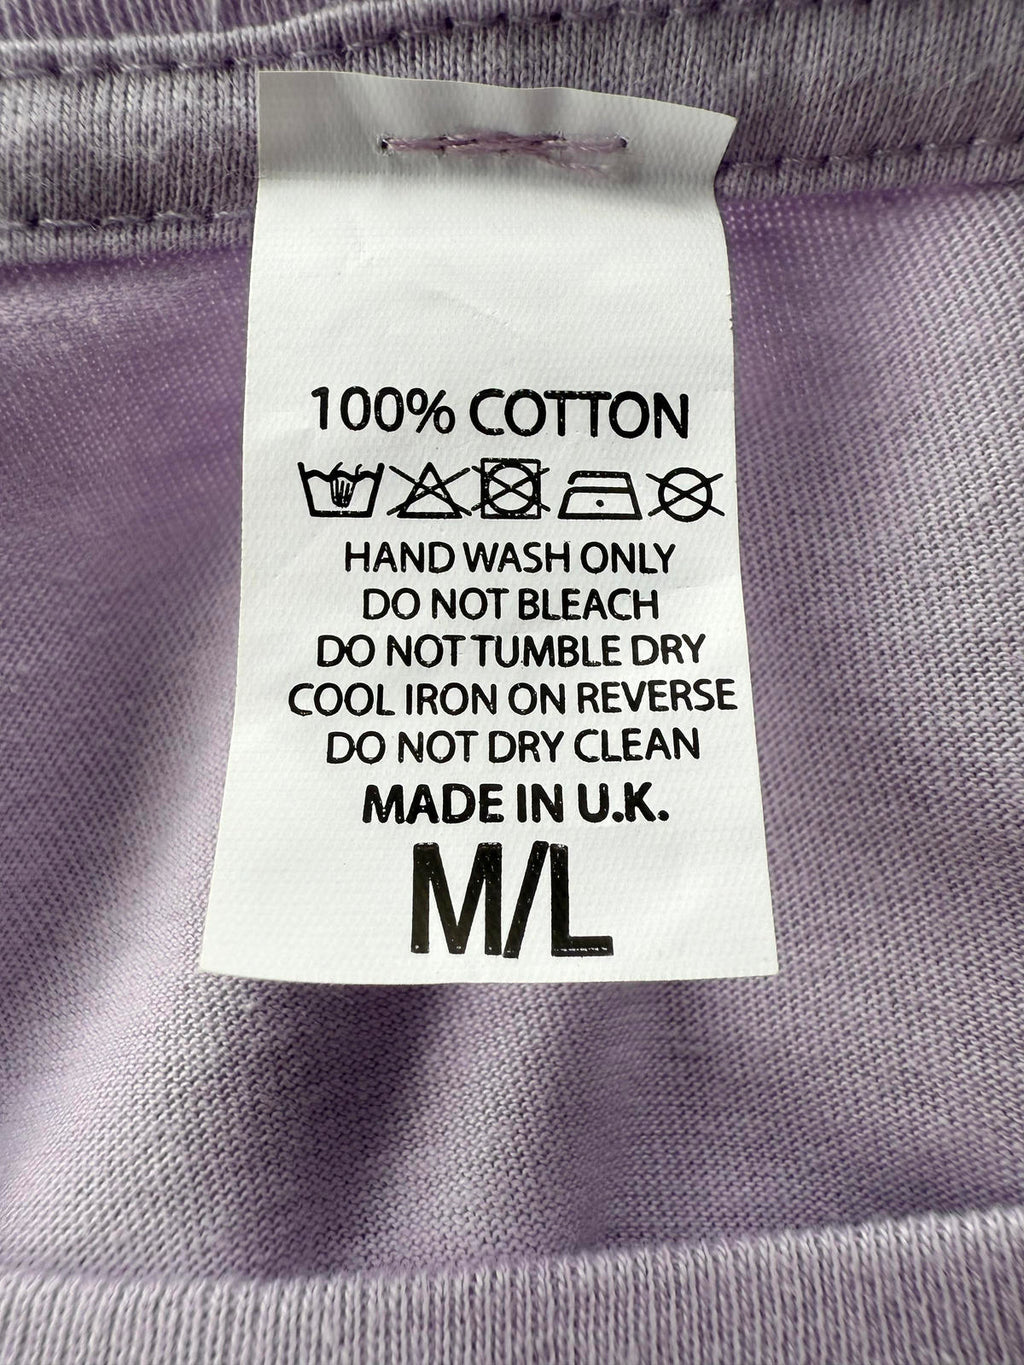 100% COTTON
HAND WASH ONLY
DO NOT BLEACH
DO NOT TUMBLE DRY
COOL IRON ON REVERSE
DO NOT DRY CLEAN
MADE IN U.K.
M/L